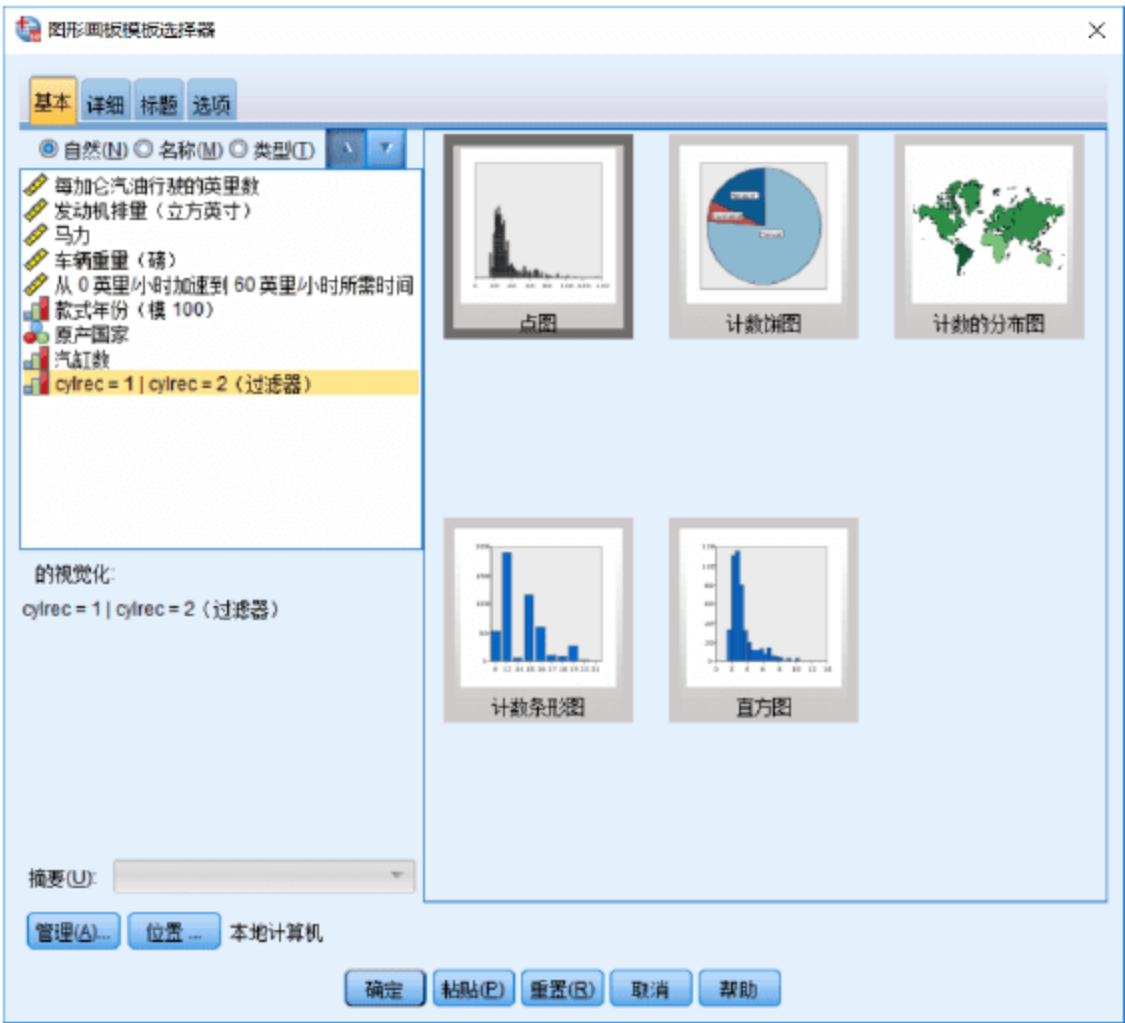 图形画板模板选择器
基本 详细 标题 选项
自然(N) 名称(M) 类型(T)
每加仑汽油行驶的英里数
发动机排量（立方英寸）
马力
车辆重量（磅）
从 0 英里/小时加速到 60 英里/小时所需时间
款式年份（模 100）
原产国家
汽缸数
cylrec = 1 | cylrec = 2（过滤器）
的视觉化:
cylrec = 1 | cylrec = 2（过滤器）
点图
计数饼图
计数的分布图
计数条形图
直方图
摘要(U):
管理(A)... 位置 ... 本地计算机
确定 粘贴(P) 重置(R) 取消 帮助